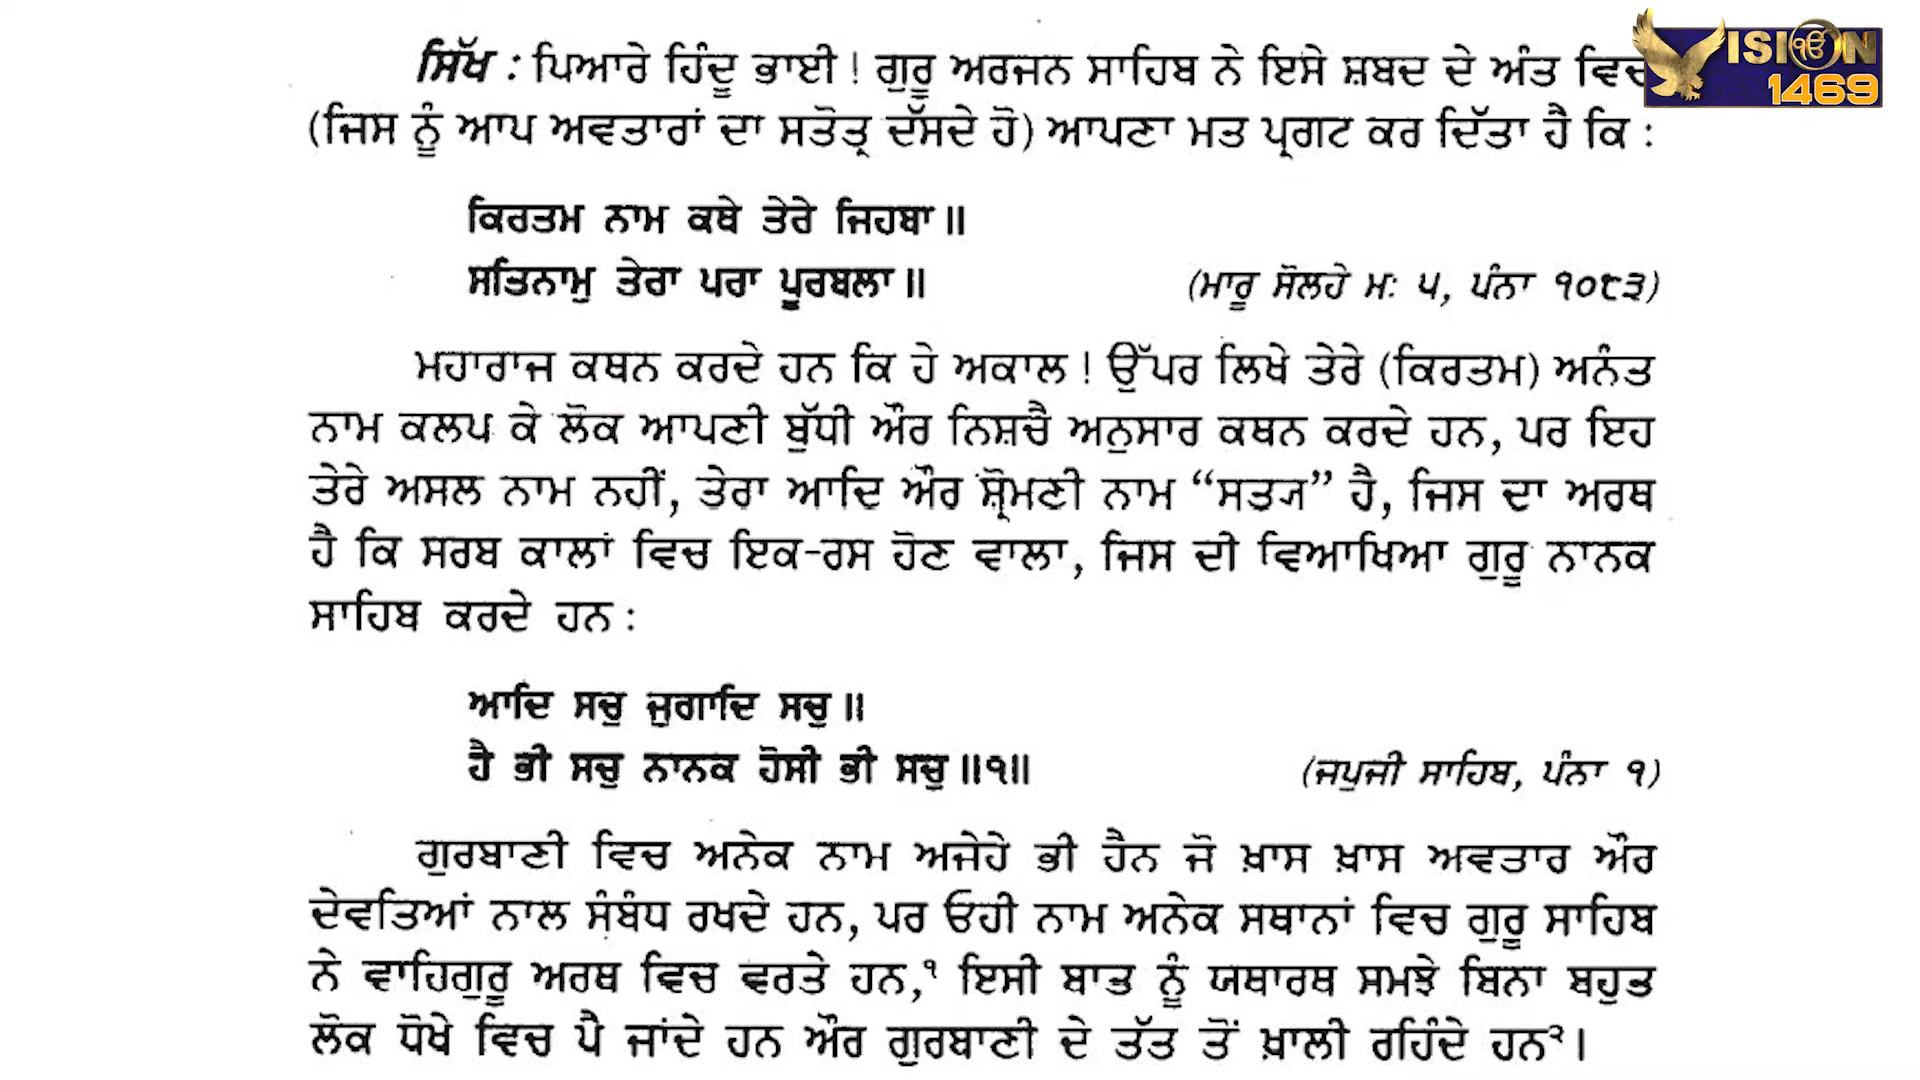 ਸਿੱਖ : ਪਿਆਰੇ ਹਿੰਦੂ ਭਾਈ ! ਗੁਰੂ ਅਰਜਨ ਸਾਹਿਬ ਨੇ ਇਸੇ ਸ਼ਬਦ ਦੇ ਅੰਤ ਵਿਚ
VISION
1469
(ਜਿਸ ਨੂੰ ਆਪ ਅਵਤਾਰਾਂ ਦਾ ਸਤੋਤ੍ਰ ਦੱਸਦੇ ਹੋ) ਆਪਣਾ ਮਤ ਪ੍ਰਗਟ ਕਰ ਦਿੱਤਾ ਹੈ ਕਿ :
ਕਿਰਤਮ ਨਾਮ ਕਥੇ ਤੇਰੇ ਜਿਹਬਾ॥
ਸਤਿਨਾਮੁ ਤੇਰਾ ਪਰਾ ਪੂਰਬਲਾ॥ (ਮਾਰੂ ਸੋਲਹੇ ਮ: ੫, ਪੰਨਾ ੧੦੮੩)
ਮਹਾਰਾਜ ਕਥਨ ਕਰਦੇ ਹਨ ਕਿ ਹੇ ਅਕਾਲ ! ਉੱਪਰ ਲਿਖੇ ਤੇਰੇ (ਕਿਰਤਮ) ਅਨੰਤ
ਨਾਮ ਕਲਪ ਕੇ ਲੋਕ ਆਪਣੀ ਬੁੱਧੀ ਔਰ ਨਿਸ਼ਚੈ ਅਨੁਸਾਰ ਕਥਨ ਕਰਦੇ ਹਨ, ਪਰ ਇਹ
ਤੇਰੇ ਅਸਲ ਨਾਮ ਨਹੀਂ, ਤੇਰਾ ਆਦਿ ਔਰ ਸ਼੍ਰੋਮਣੀ ਨਾਮ “ਸਤ੍ਯ” ਹੈ, ਜਿਸ ਦਾ ਅਰਥ
ਹੈ ਕਿ ਸਰਬ ਕਾਲਾਂ ਵਿਚ ਇਕ-ਰਸ ਹੋਣ ਵਾਲਾ, ਜਿਸ ਦੀ ਵਿਆਖਿਆ ਗੁਰੂ ਨਾਨਕ
ਸਾਹਿਬ ਕਰਦੇ ਹਨ :
ਆਦਿ ਸਚੁ ਜੁਗਾਦਿ ਸਚੁ॥
ਹੈ ਭੀ ਸਚੁ ਨਾਨਕ ਹੋਸੀ ਭੀ ਸਚੁ॥੧॥ (ਜਪੁਜੀ ਸਾਹਿਬ, ਪੰਨਾ ੧)
ਗੁਰਬਾਣੀ ਵਿਚ ਅਨੇਕ ਨਾਮ ਅਜੇਹੇ ਭੀ ਹੈਨ ਜੋ ਖ਼ਾਸ ਖ਼ਾਸ ਅਵਤਾਰ ਔਰ
ਦੇਵਤਿਆਂ ਨਾਲ ਸੰਬੰਧ ਰਖਦੇ ਹਨ, ਪਰ ਓਹੀ ਨਾਮ ਅਨੇਕ ਸਥਾਨਾਂ ਵਿਚ ਗੁਰੂ ਸਾਹਿਬ
ਨੇ ਵਾਹਿਗੁਰੂ ਅਰਥ ਵਿਚ ਵਰਤੇ ਹਨ,੧ ਇਸੀ ਬਾਤ ਨੂੰ ਯਥਾਰਥ ਸਮਝੇ ਬਿਨਾ ਬਹੁਤ
ਲੋਕ ਧੋਖੇ ਵਿਚ ਪੈ ਜਾਂਦੇ ਹਨ ਔਰ ਗੁਰਬਾਣੀ ਦੇ ਤੱਤ ਤੋਂ ਖ਼ਾਲੀ ਰਹਿੰਦੇ ਹਨ੨।